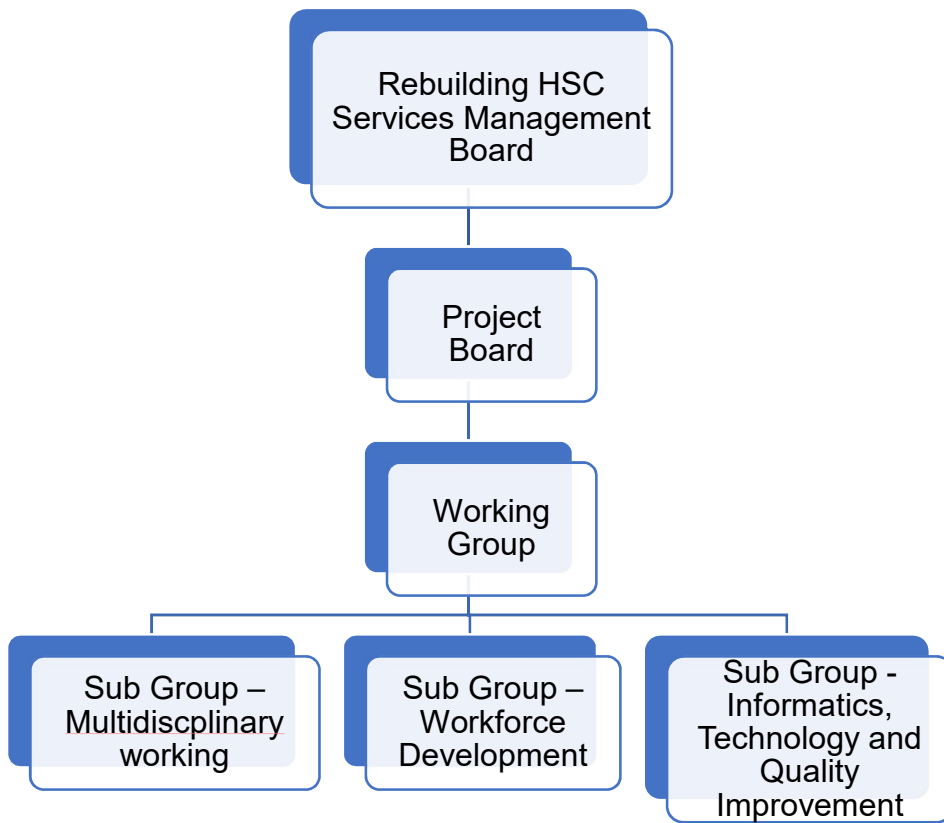 Rebuilding HSC
Services Management
Board
Project
Board
Working
Group
Sub Group –
Multidiscplinary
working
Sub Group –
Workforce
Development
Sub Group -
Informatics,
Technology and
Quality
Improvement